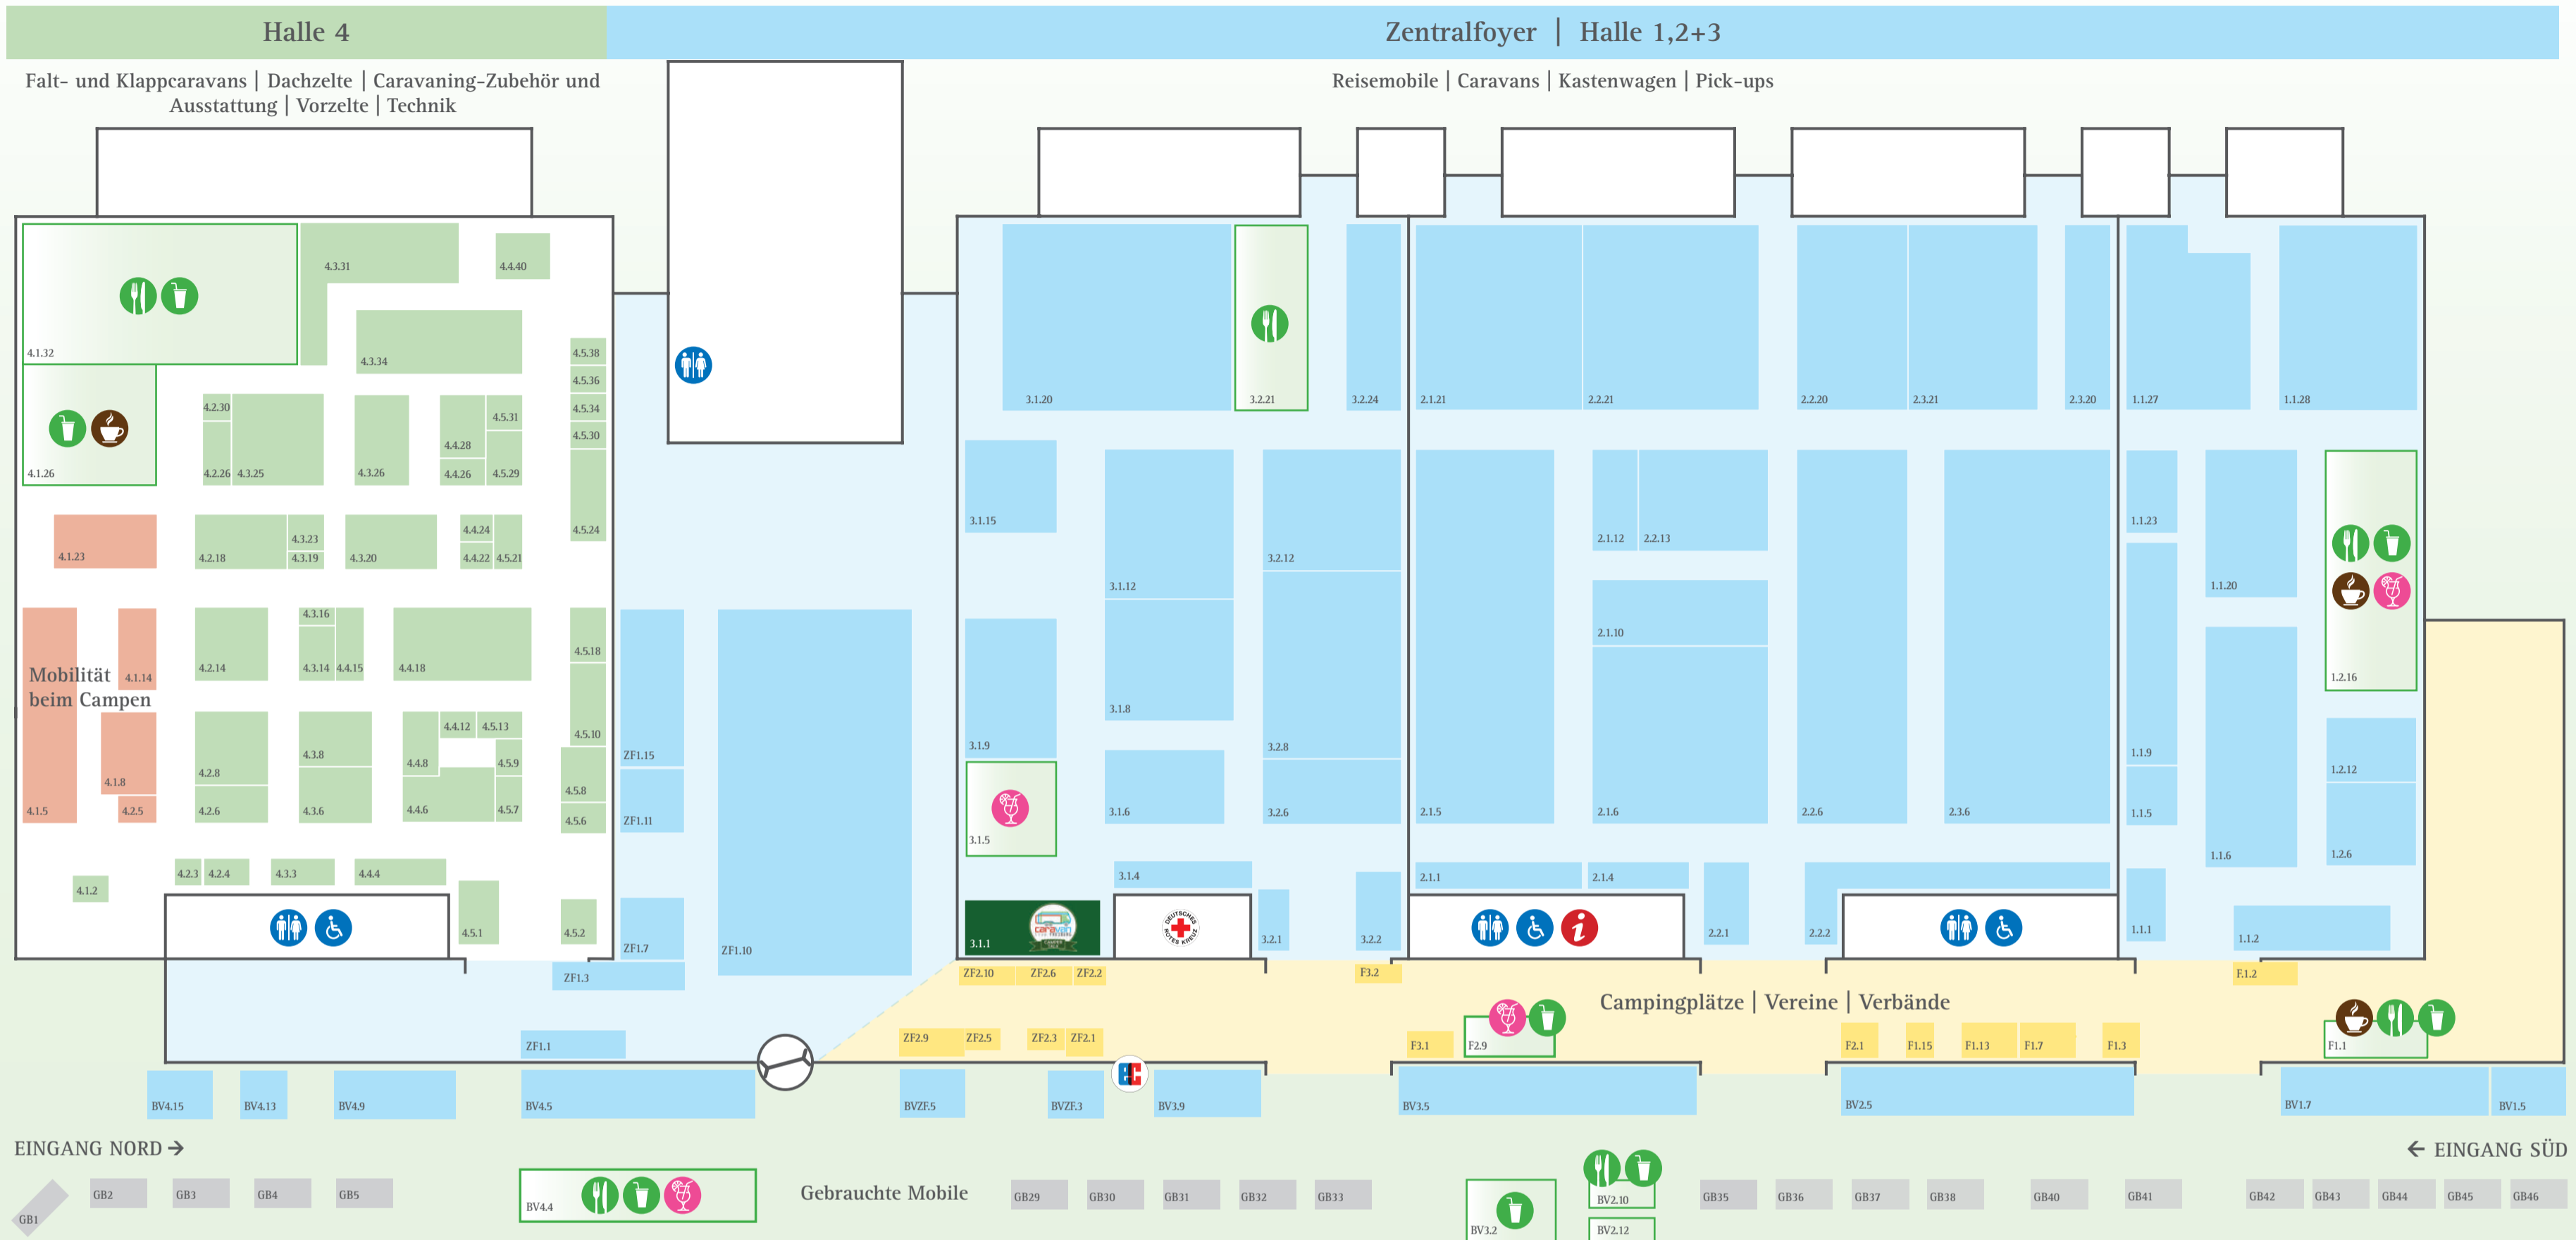 Halle 4
Zentralfoyer | Halle 1,2+3
Falt- und Klappcaravans | Dachzelte | Caravaning-Zubehör und
Ausstattung | Vorzelte | Technik
Reisemobile | Caravans | Kastenwagen | Pick-ups
4.3.31
4.4.40
4.1.32
4.3.34
4.5.38
4.5.36
4.5.34
4.5.30
4.2.30
4.5.31
4.4.28
4.1.26
4.2.26
4.3.25
4.3.26
4.4.26
4.5.29
4.5.24
4.1.23
4.2.18
4.3.23
4.3.19
4.3.20
4.4.24
4.4.22
4.5.21
4.3.16
4.2.14
4.3.14
4.4.15
4.4.18
4.5.18
Mobilität
beim Campen
4.1.14
4.4.12
4.5.13
4.5.10
4.1.8
4.2.8
4.3.8
4.4.8
4.5.9
4.5.8
4.1.5
4.2.5
4.2.6
4.3.6
4.4.6
4.5.7
4.5.6
4.1.2
4.2.3
4.2.4
4.3.3
4.4.4
4.5.1
4.5.2
ZF1.15
ZF1.11
ZF1.7
ZF1.10
ZF1.3
ZF1.1
3.1.20
3.2.21
3.2.24
2.1.21
2.2.21
2.2.20
2.3.21
2.3.20
1.1.27
1.1.28
3.1.15
3.1.12
3.2.12
2.1.12
2.2.13
1.1.23
1.1.20
2.1.10
1.2.16
3.1.9
3.1.8
3.2.8
1.1.9
1.2.12
3.1.5
3.1.6
3.2.6
2.1.5
2.1.6
2.2.6
2.3.6
1.1.5
1.1.6
1.2.6
3.1.4
2.1.1
2.1.4
3.1.1
caravan
DEUTSCHES
ROTES KREUZ
3.2.1
3.2.2
i
2.2.1
2.2.2
1.1.1
1.1.2
ZF2.10
ZF2.6
ZF2.2
F3.2
F.1.2
Campingplätze | Vereine | Verbände
ZF2.9
ZF2.5
ZF2.3
ZF2.1
F3.1
F2.9
F2.1
F1.15
F1.13
F1.7
F1.3
F1.1
EC
BV4.15
BV4.13
BV4.9
BV4.5
BVZF.5
BVZF.3
BV3.9
BV3.5
BV2.5
BV1.7
BV1.5
EINGANG NORD →
← EINGANG SÜD
GB1
GB2
GB3
GB4
GB5
BV4.4
Gebrauchte Mobile
GB29
GB30
GB31
GB32
GB33
BV3.2
BV2.10
BV2.12
GB35
GB36
GB37
GB38
GB40
GB41
GB42
GB43
GB44
GB45
GB46